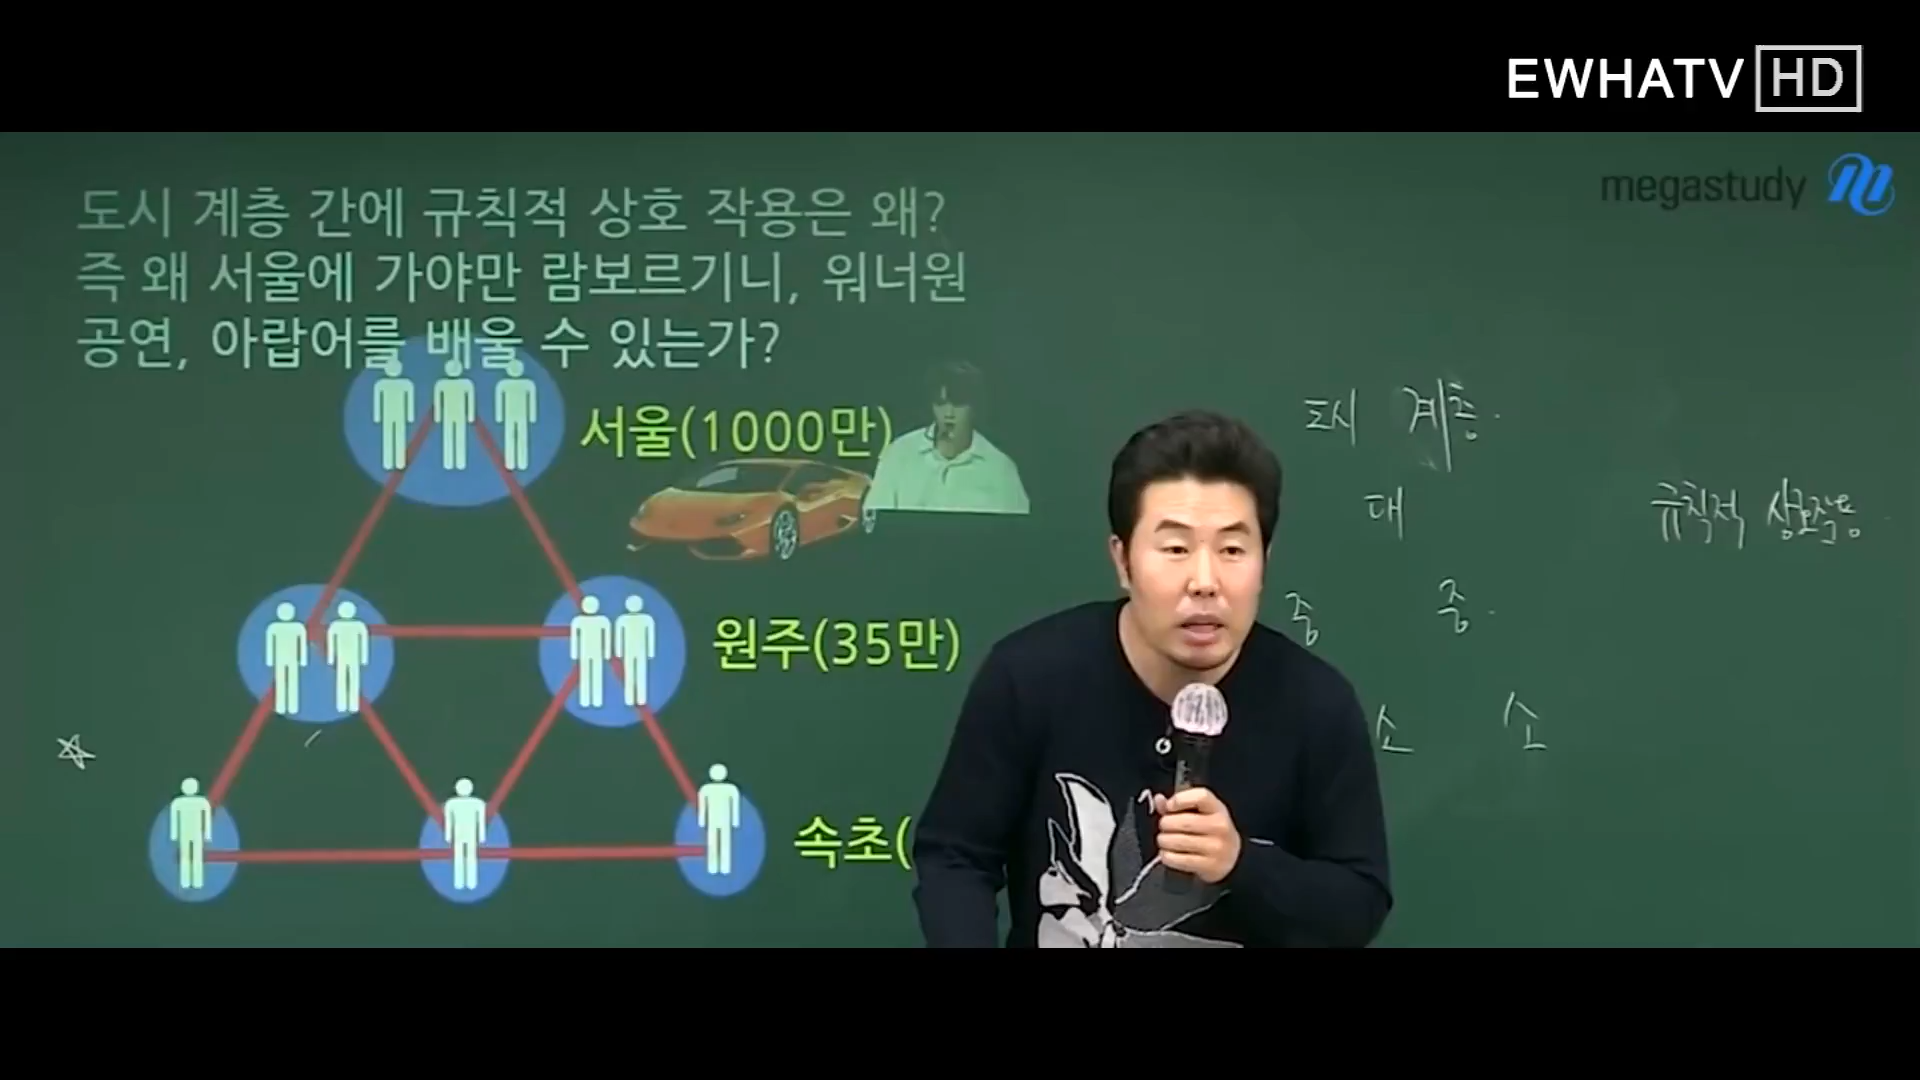 EWHATV HD
megastudy
도시 계층 간에 규칙적 상호 작용은 왜?
즉 왜 서울에 가야만 람보르기니, 워너원
공연, 아랍어를 배울 수 있는가?
서울(1000만)
원주(35만)
속초(
도시 계층.
대
규칙적 상호작용.
중 중.
소 소